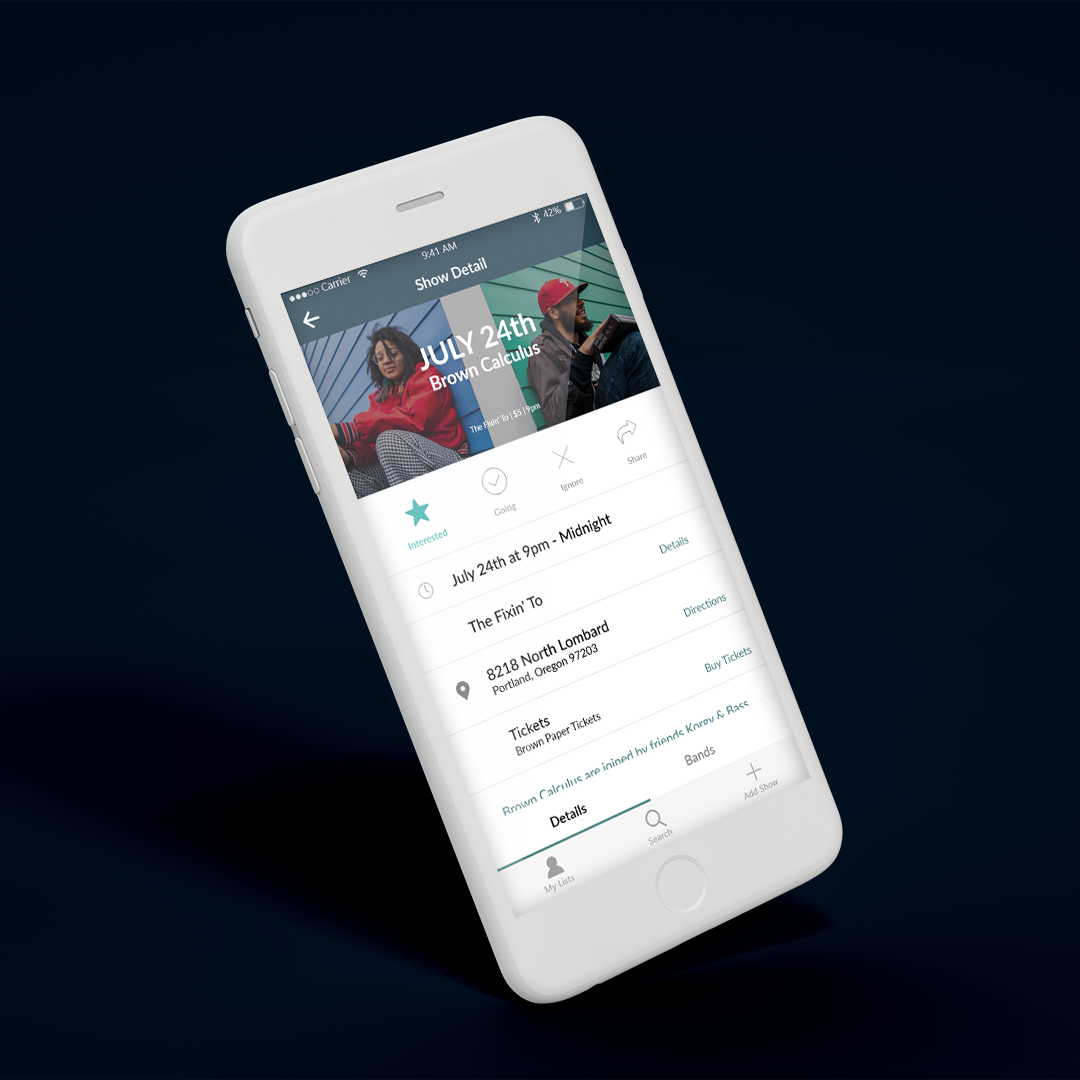 Carrier 9:41 AM 42%
Show Detail
JULY 24th
Brown Calculus
The Fixin' To | $5 | 9pm
Interested
Going
Ignore
Share
July 24th at 9pm - Midnight
The Fixin' To
Details
8218 North Lombard
Portland, Oregon 97203
Directions
Tickets
Brown Paper Tickets
Buy Tickets
Brown Calculus are joined by friends Korgy & Bass
Details
Bands
My Lists
Search
Add Show